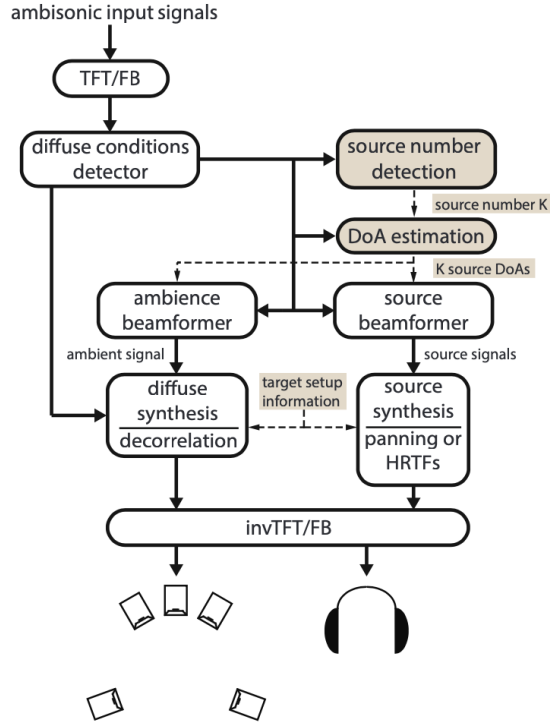 ambisonic input signals
TFT/FB
diffuse conditions
detector
source number
detection
source number K
DoA estimation
K source DoAs
ambience
beamformer
source
beamformer
ambient signal
source signals
diffuse
synthesis
decorrelation
target setup
information
source
synthesis
panning or
HRTFs
invTFT/FB